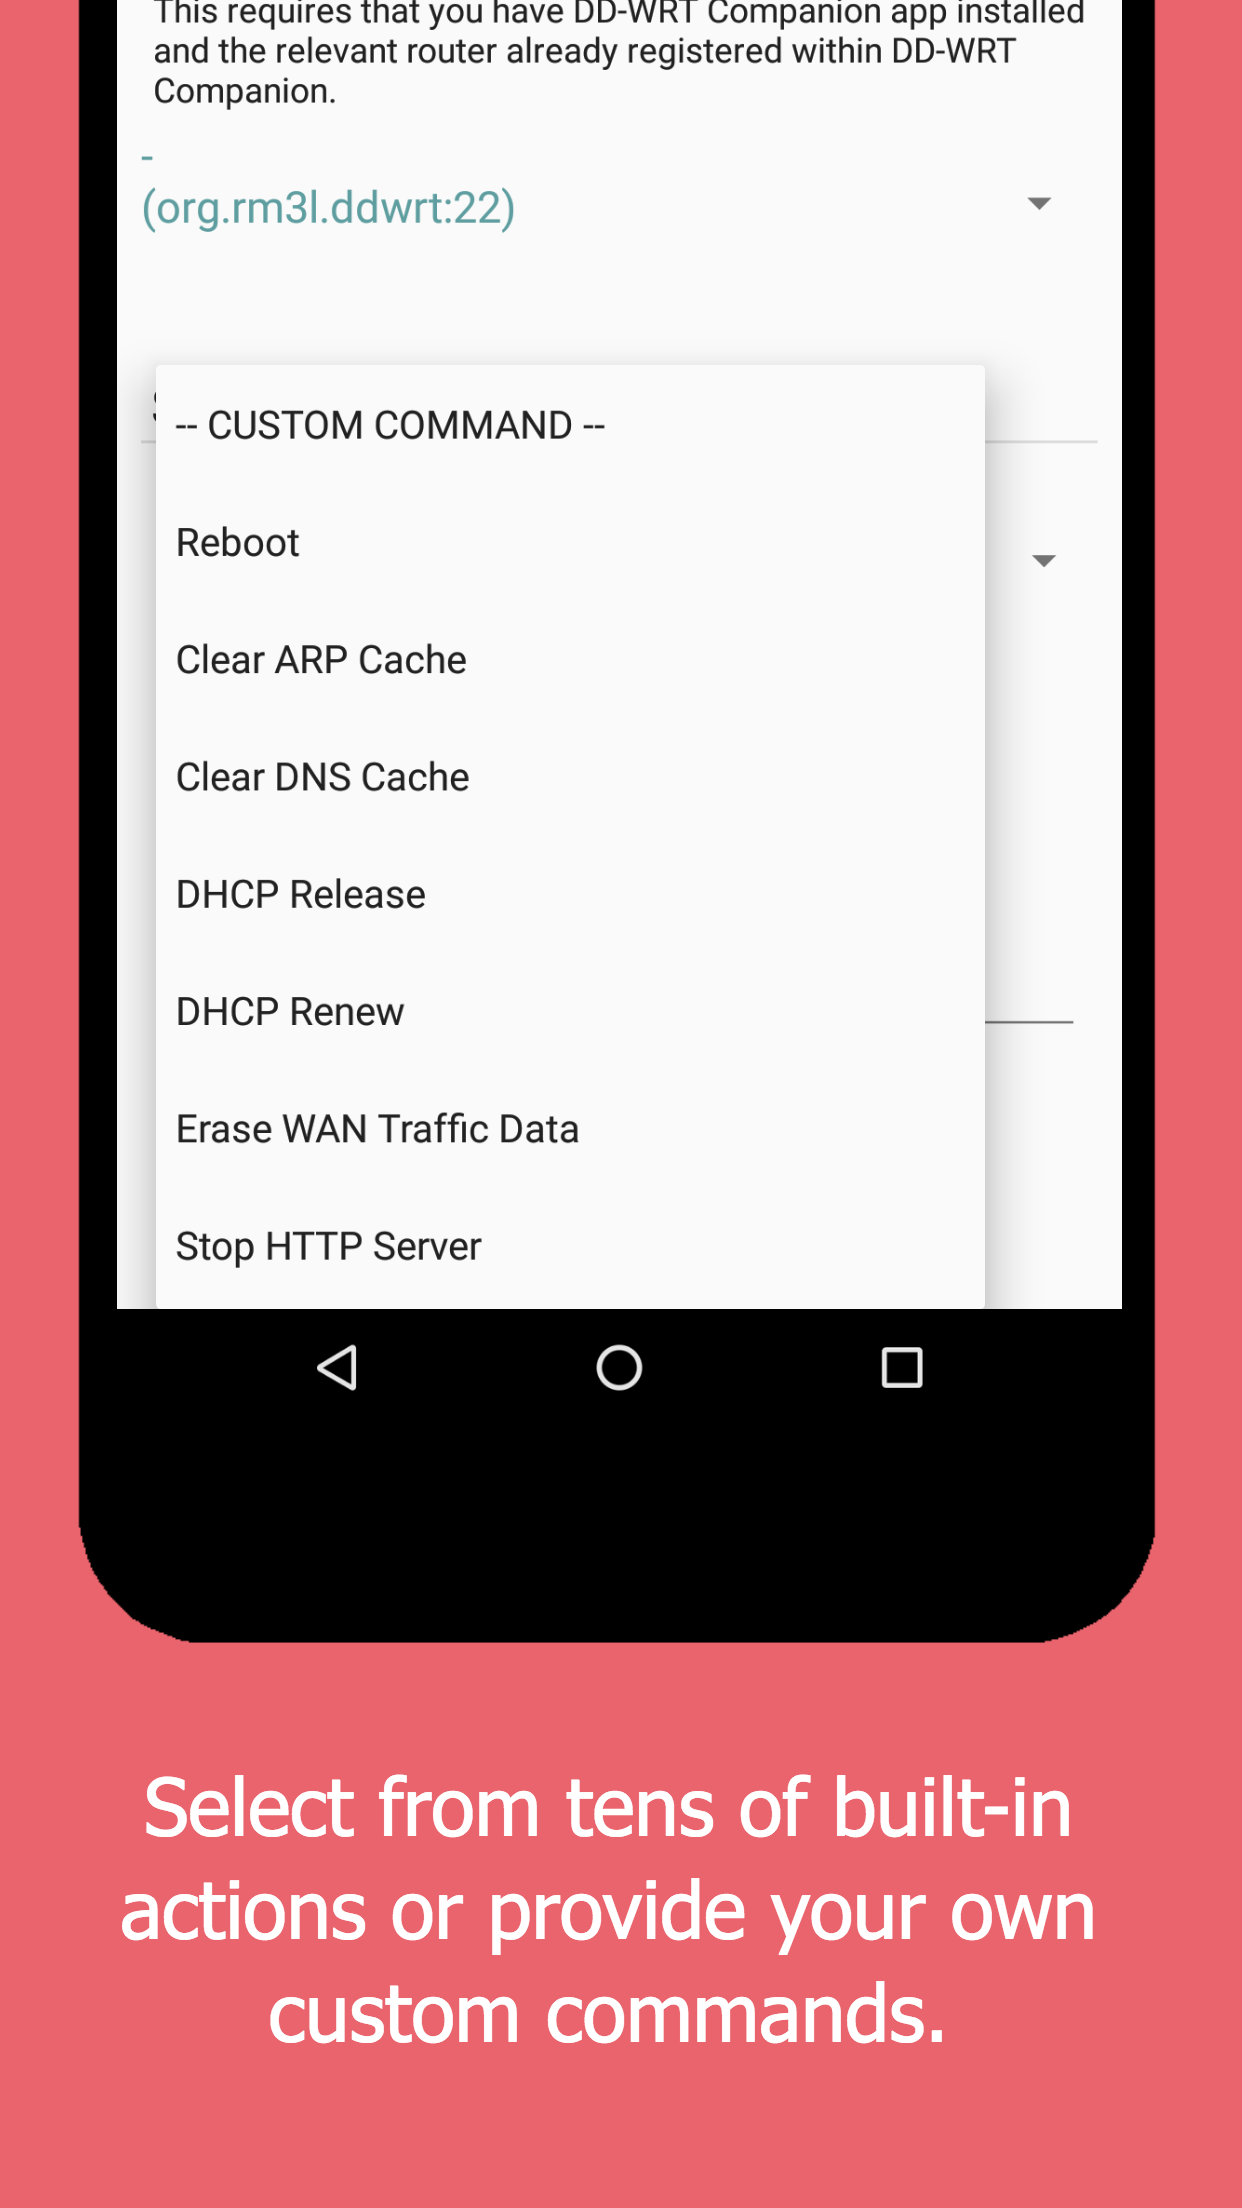 This requires that you have DD-WRT Companion app installed
and the relevant router already registered within DD-WRT
Companion.
-
(org.rm3l.ddwrt:22)
-- CUSTOM COMMAND --
Reboot
Clear ARP Cache
Clear DNS Cache
DHCP Release
DHCP Renew
Erase WAN Traffic Data
Stop HTTP Server
Select from tens of built-in
actions or provide your own
custom commands.